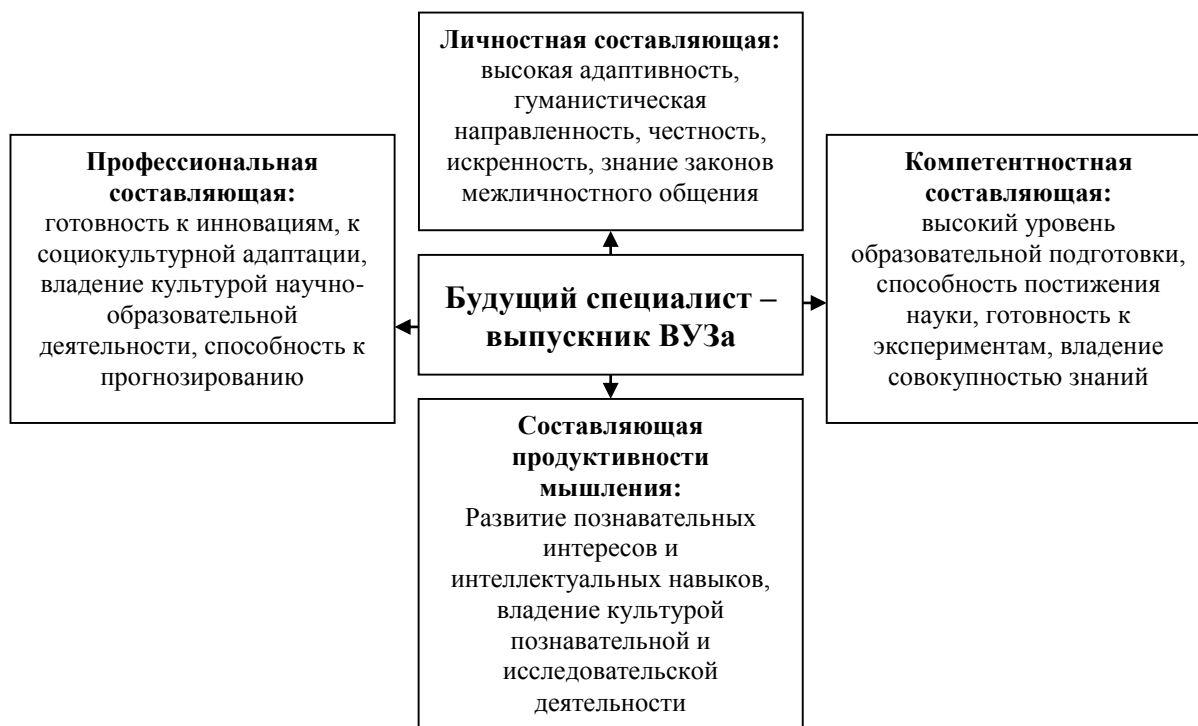 Личностная составляющая:
высокая адаптивность,
гуманистическая
направленность, честность,
искренность, знание законов
межличностного общения
Профессиональная
составляющая:
готовность к инновациям, к
социокультурной адаптации,
владение культурой научно-
образовательной
деятельности, способность к
прогнозированию
Будущий специалист –
выпускник ВУЗа
Компетентностная
составляющая:
высокий уровень
образовательной подготовки,
способность постижения
науки, готовность к
экспериментам, владение
совокупностью знаний
Составляющая
продуктивности
мышления:
Развитие познавательных
интересов и
интеллектуальных навыков,
владение культурой
познавательной и
исследовательской
деятельности